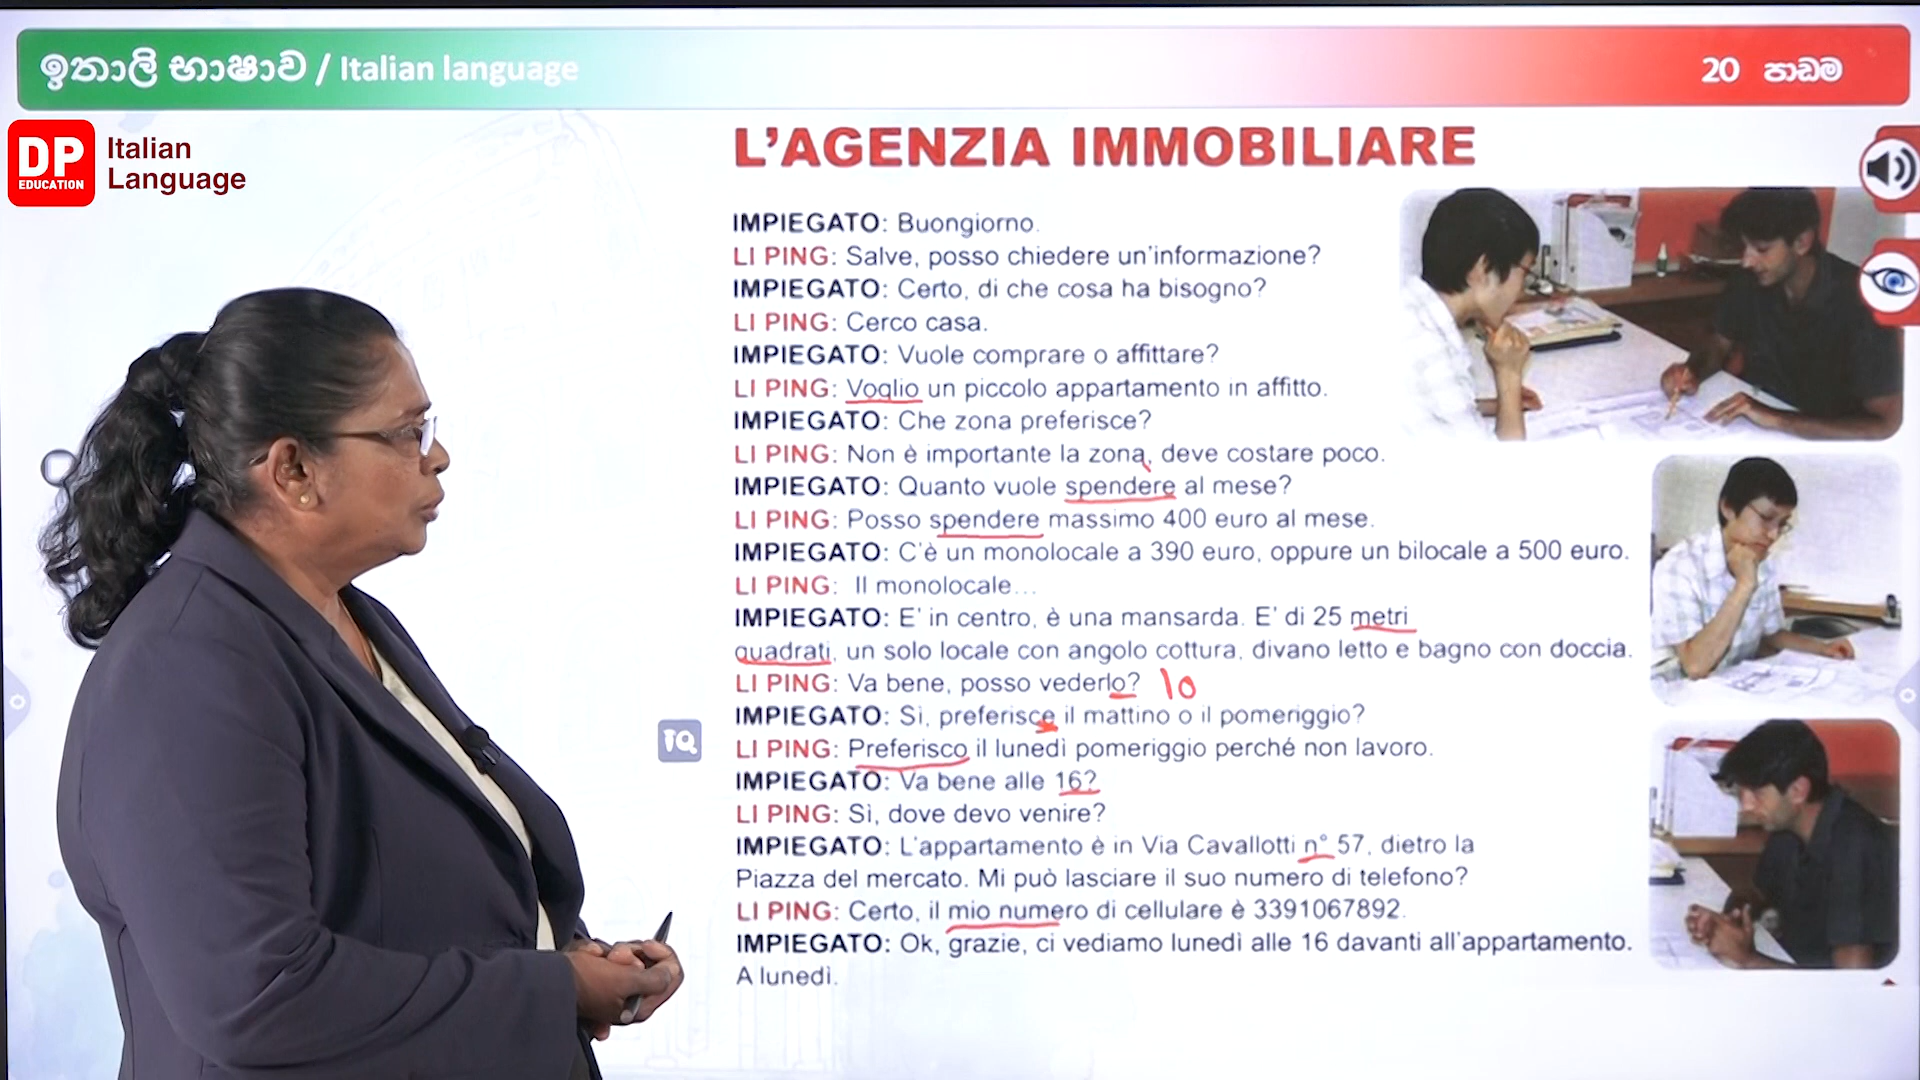 ඉතාලි භාෂාව / Italian language
20 පාඩම
DP
EDUCATION
Italian
Language
L'AGENZIA IMMOBILIARE
IMPIEGATO: Buongiorno.
LI PING: Salve, posso chiedere un'informazione?
IMPIEGATO: Certo, di che cosa ha bisogno?
LI PING: Cerco casa.
IMPIEGATO: Vuole comprare o affittare?
LI PING: Voglio un piccolo appartamento in affitto.
IMPIEGATO: Che zona preferisce?
LI PING: Non è importante la zona, deve costare poco.
IMPIEGATO: Quanto vuole spendere al mese?
LI PING: Posso spendere massimo 400 euro al mese.
IMPIEGATO: C'è un monolocale a 390 euro, oppure un bilocale a 500 euro.
LI PING: Il monolocale...
IMPIEGATO: E' in centro, è una mansarda. E' di 25 metri
quadrati, un solo locale con angolo cottura, divano letto e bagno con doccia.
LI PING: Va bene, posso vederlo? lo
IMPIEGATO: Sì, preferisce il mattino o il pomeriggio?
LI PING: Preferisco il lunedì pomeriggio perché non lavoro.
IMPIEGATO: Va bene alle 16?
LI PING: Sì, dove devo venire?
IMPIEGATO: L'appartamento è in Via Cavallotti n° 57, dietro la
Piazza del mercato. Mi può lasciare il suo numero di telefono?
LI PING: Certo, il mio numero di cellulare è 3391067892.
IMPIEGATO: Ok, grazie, ci vediamo lunedì alle 16 davanti all'appartamento.
A lunedì.